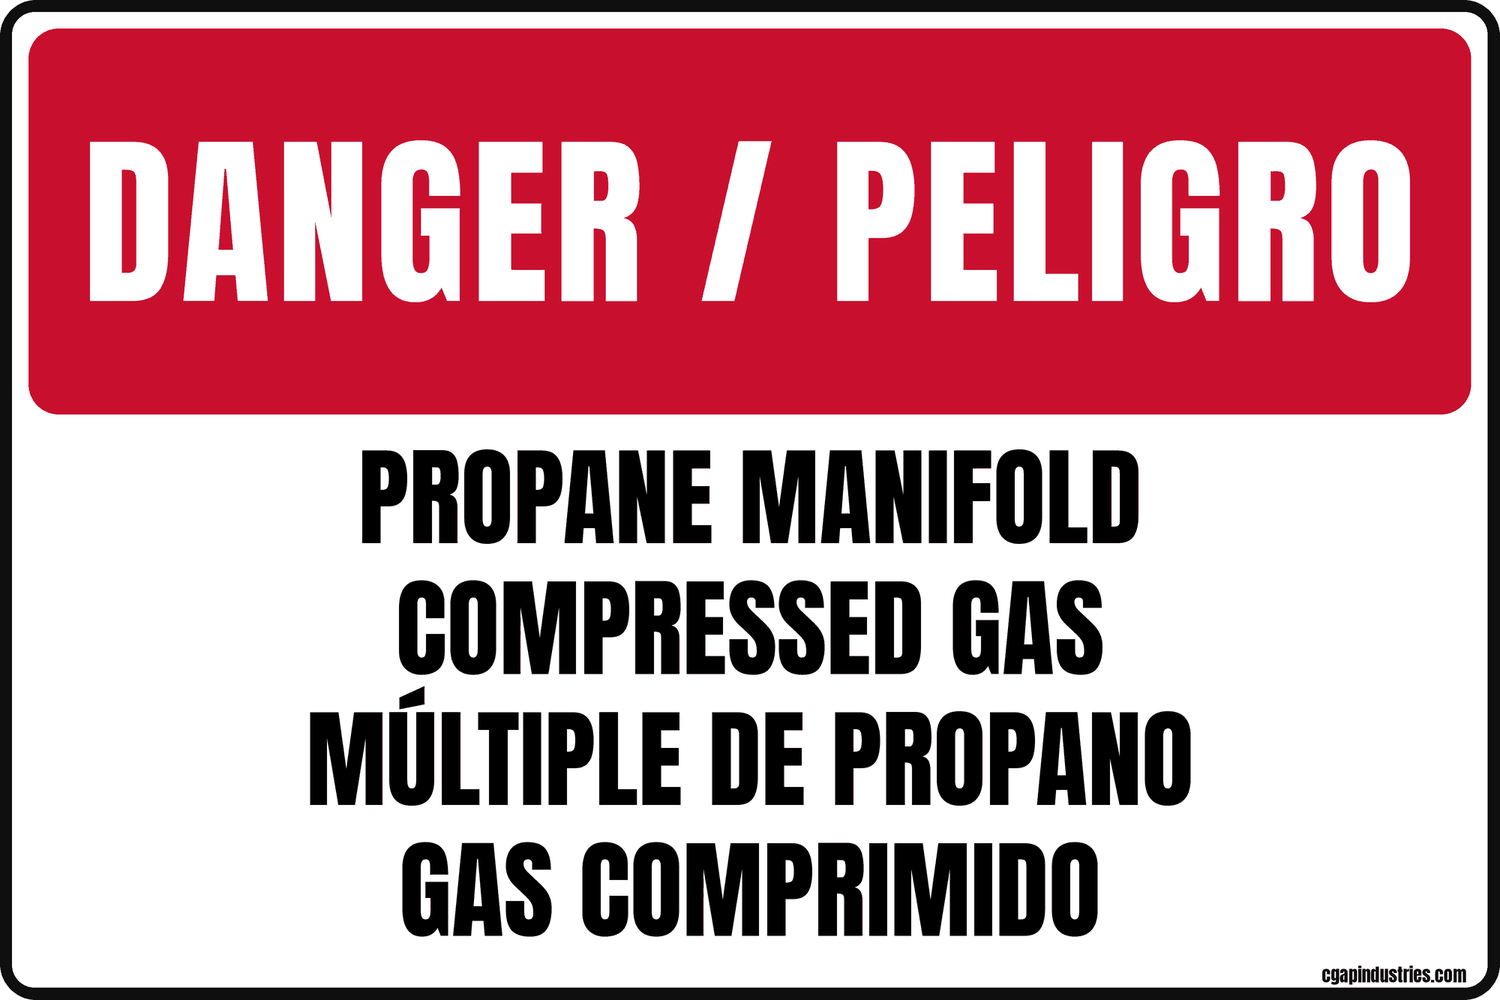 DANGER / PELIGRO
PROPANE MANIFOLD
COMPRESSED GAS
MÚLTIPLE DE PROPANO
GAS COMPRIMIDO
cgapindustries.com